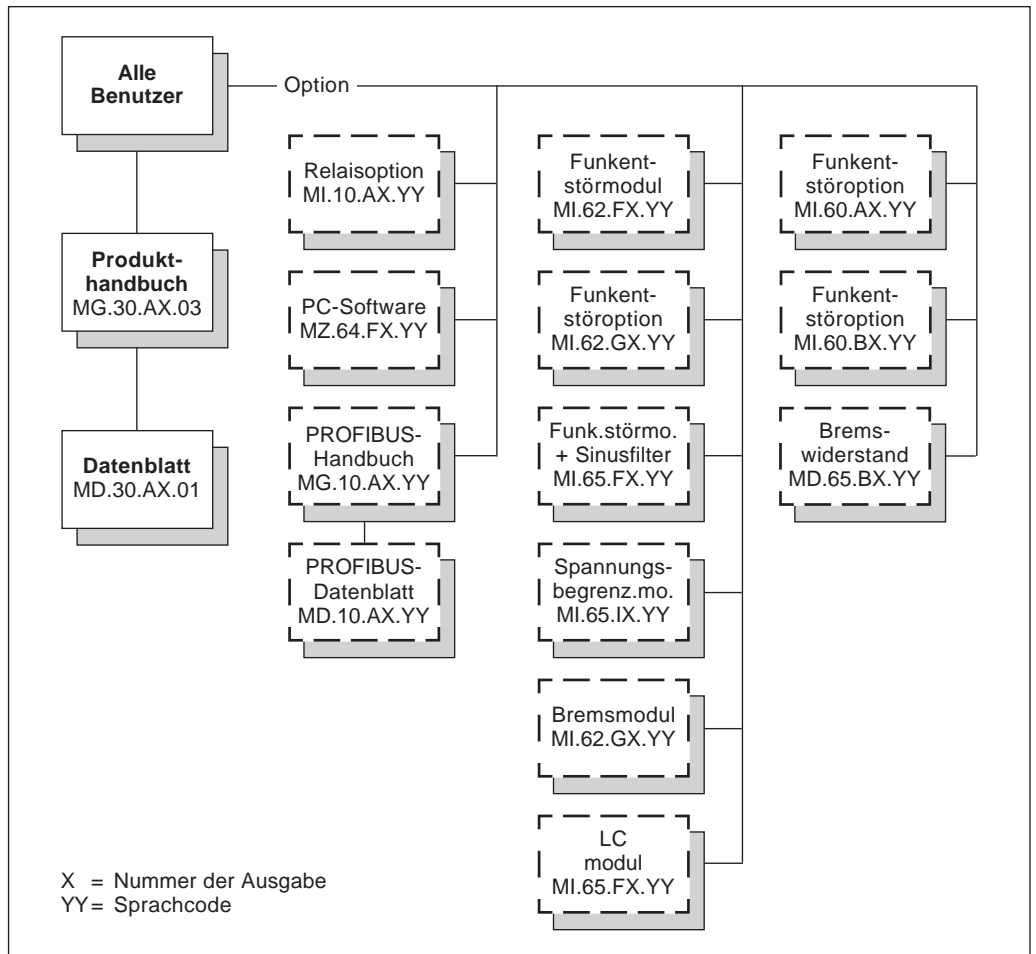 Alle
Benutzer
Option
Produkt-
handbuch
MG.30.AX.03
Datenblatt
MD.30.AX.01
Relaisoption
MI.10.AX.YY
PC-Software
MZ.64.FX.YY
PROFIBUS-
Handbuch
MG.10.AX.YY
PROFIBUS-
Datenblatt
MD.10.AX.YY
Funkent-
störmodul
MI.62.FX.YY
Funkent-
störoption
MI.62.GX.YY
Funk.störmo.
+ Sinusfilter
MI.65.FX.YY
Spannungs-
begrenz.mo.
MI.65.IX.YY
Bremsmodul
MI.62.GX.YY
LC
modul
MI.65.FX.YY
Funkent-
störoption
MI.60.AX.YY
Funkent-
störoption
MI.60.BX.YY
Brems-
widerstand
MD.65.BX.YY
X = Nummer der Ausgabe
YY= Sprachcode